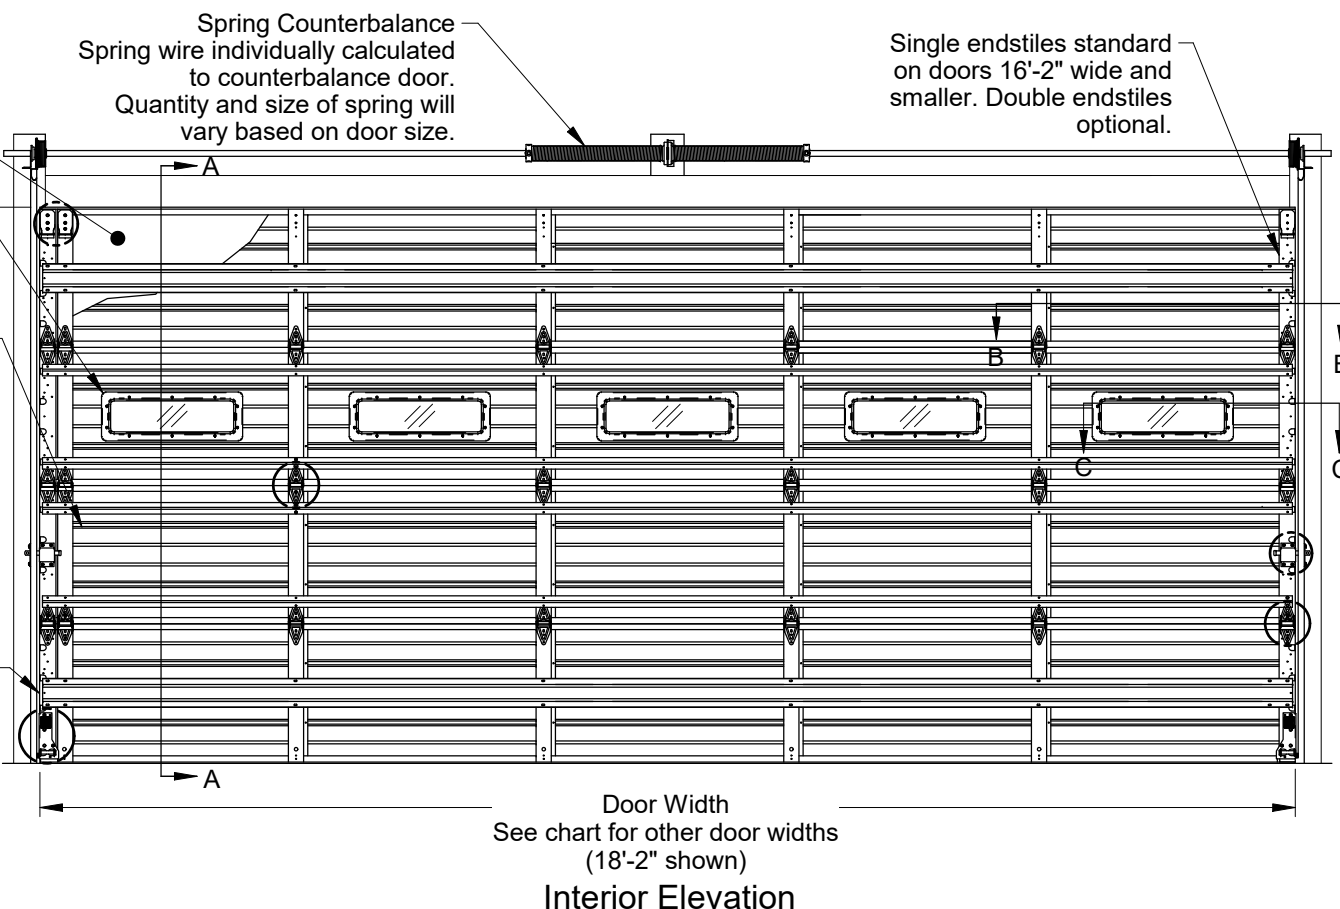 Spring Counterbalance
Spring wire individually calculated
to counterbalance door.
Quantity and size of spring will
vary based on door size.
Single endstiles standard
on doors 16'-2" wide and
smaller. Double endstiles
optional.
A
B
C
A
Door Width
See chart for other door widths
(18'-2" shown)
Interior Elevation